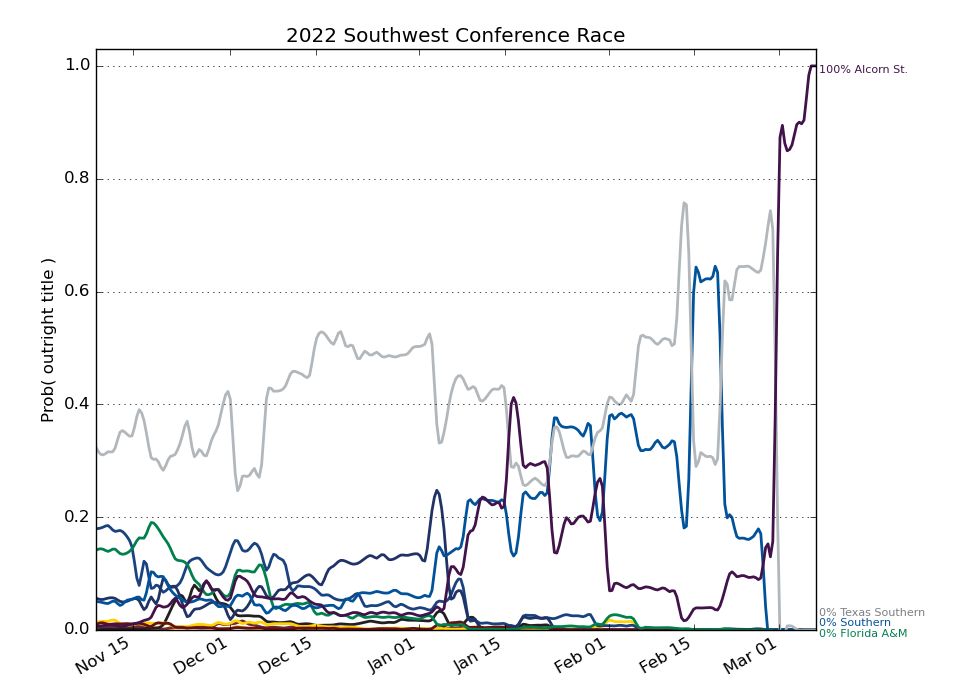 2022 Southwest Conference Race
1.0
100% Alcorn St.
0.8
0.6
Prob( outright title )
0.4
0.2
0% Texas Southern
0% Southern
0.0
0% Florida A&M
Nov 15
Dec 01
Dec 15
Jan 01
Jan 15
Feb 01
Feb 15
Mar 01